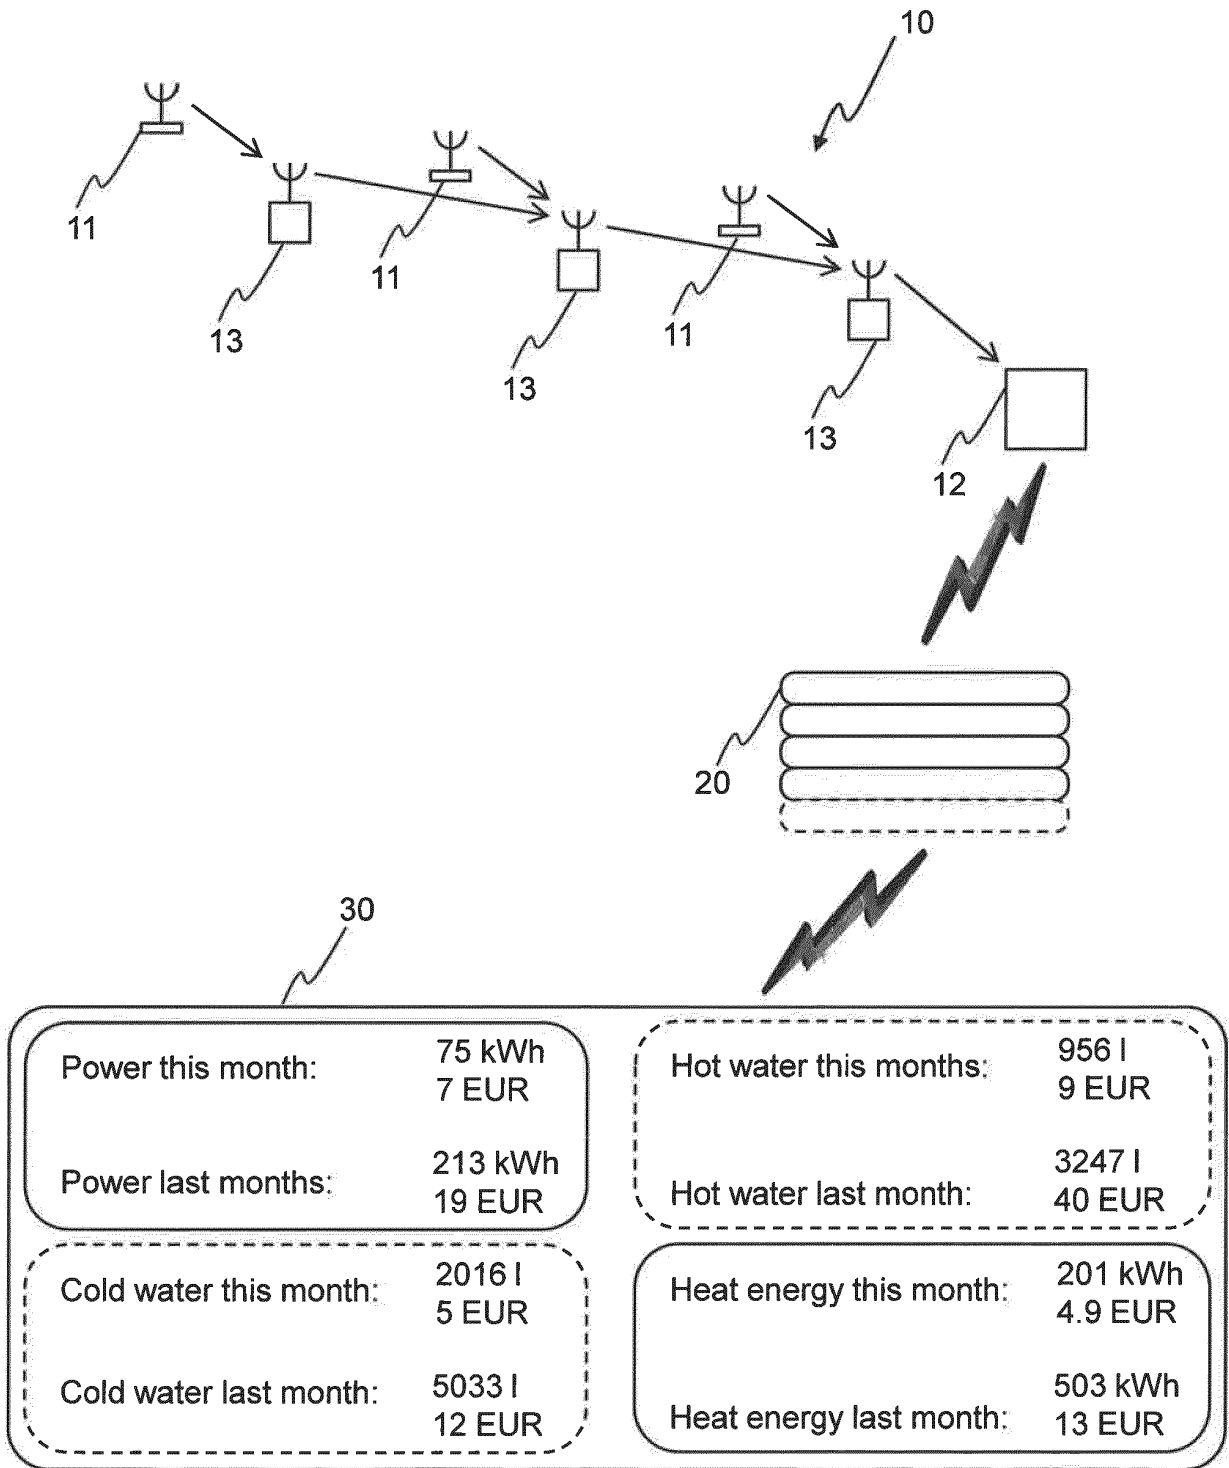 10
11
11
13
11
13
13
12
20
30
Power this month: 75 kWh
7 EUR
Power last months: 213 kWh
19 EUR
Hot water this months: 956 l
9 EUR
Hot water last month: 3247 l
40 EUR
Cold water this month: 2016 l
5 EUR
Cold water last month: 5033 l
12 EUR
Heat energy this month: 201 kWh
4.9 EUR
Heat energy last month: 503 kWh
13 EUR